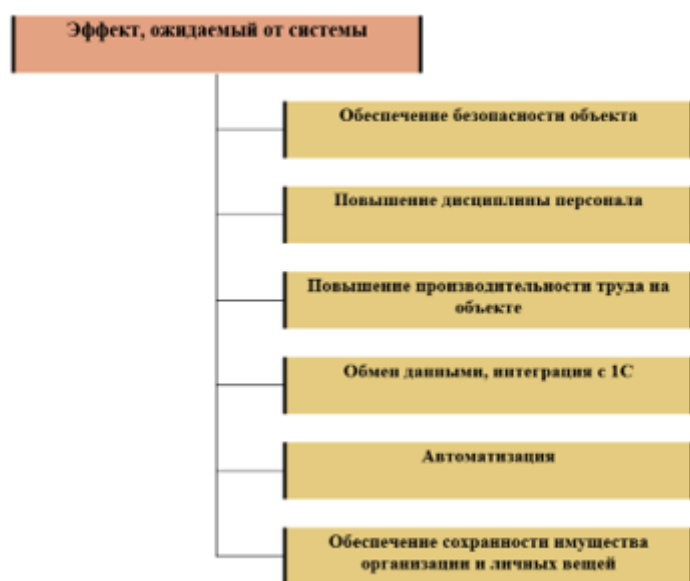 Эффект, ожидаемый от системы
Обеспечение безопасности объекта
Повышение дисциплины персонала
Повышение производительности труда на
объекте
Обмен данными, интеграция с 1С
Автоматизация
Обеспечение сохранности имущества
организации и личных вещей